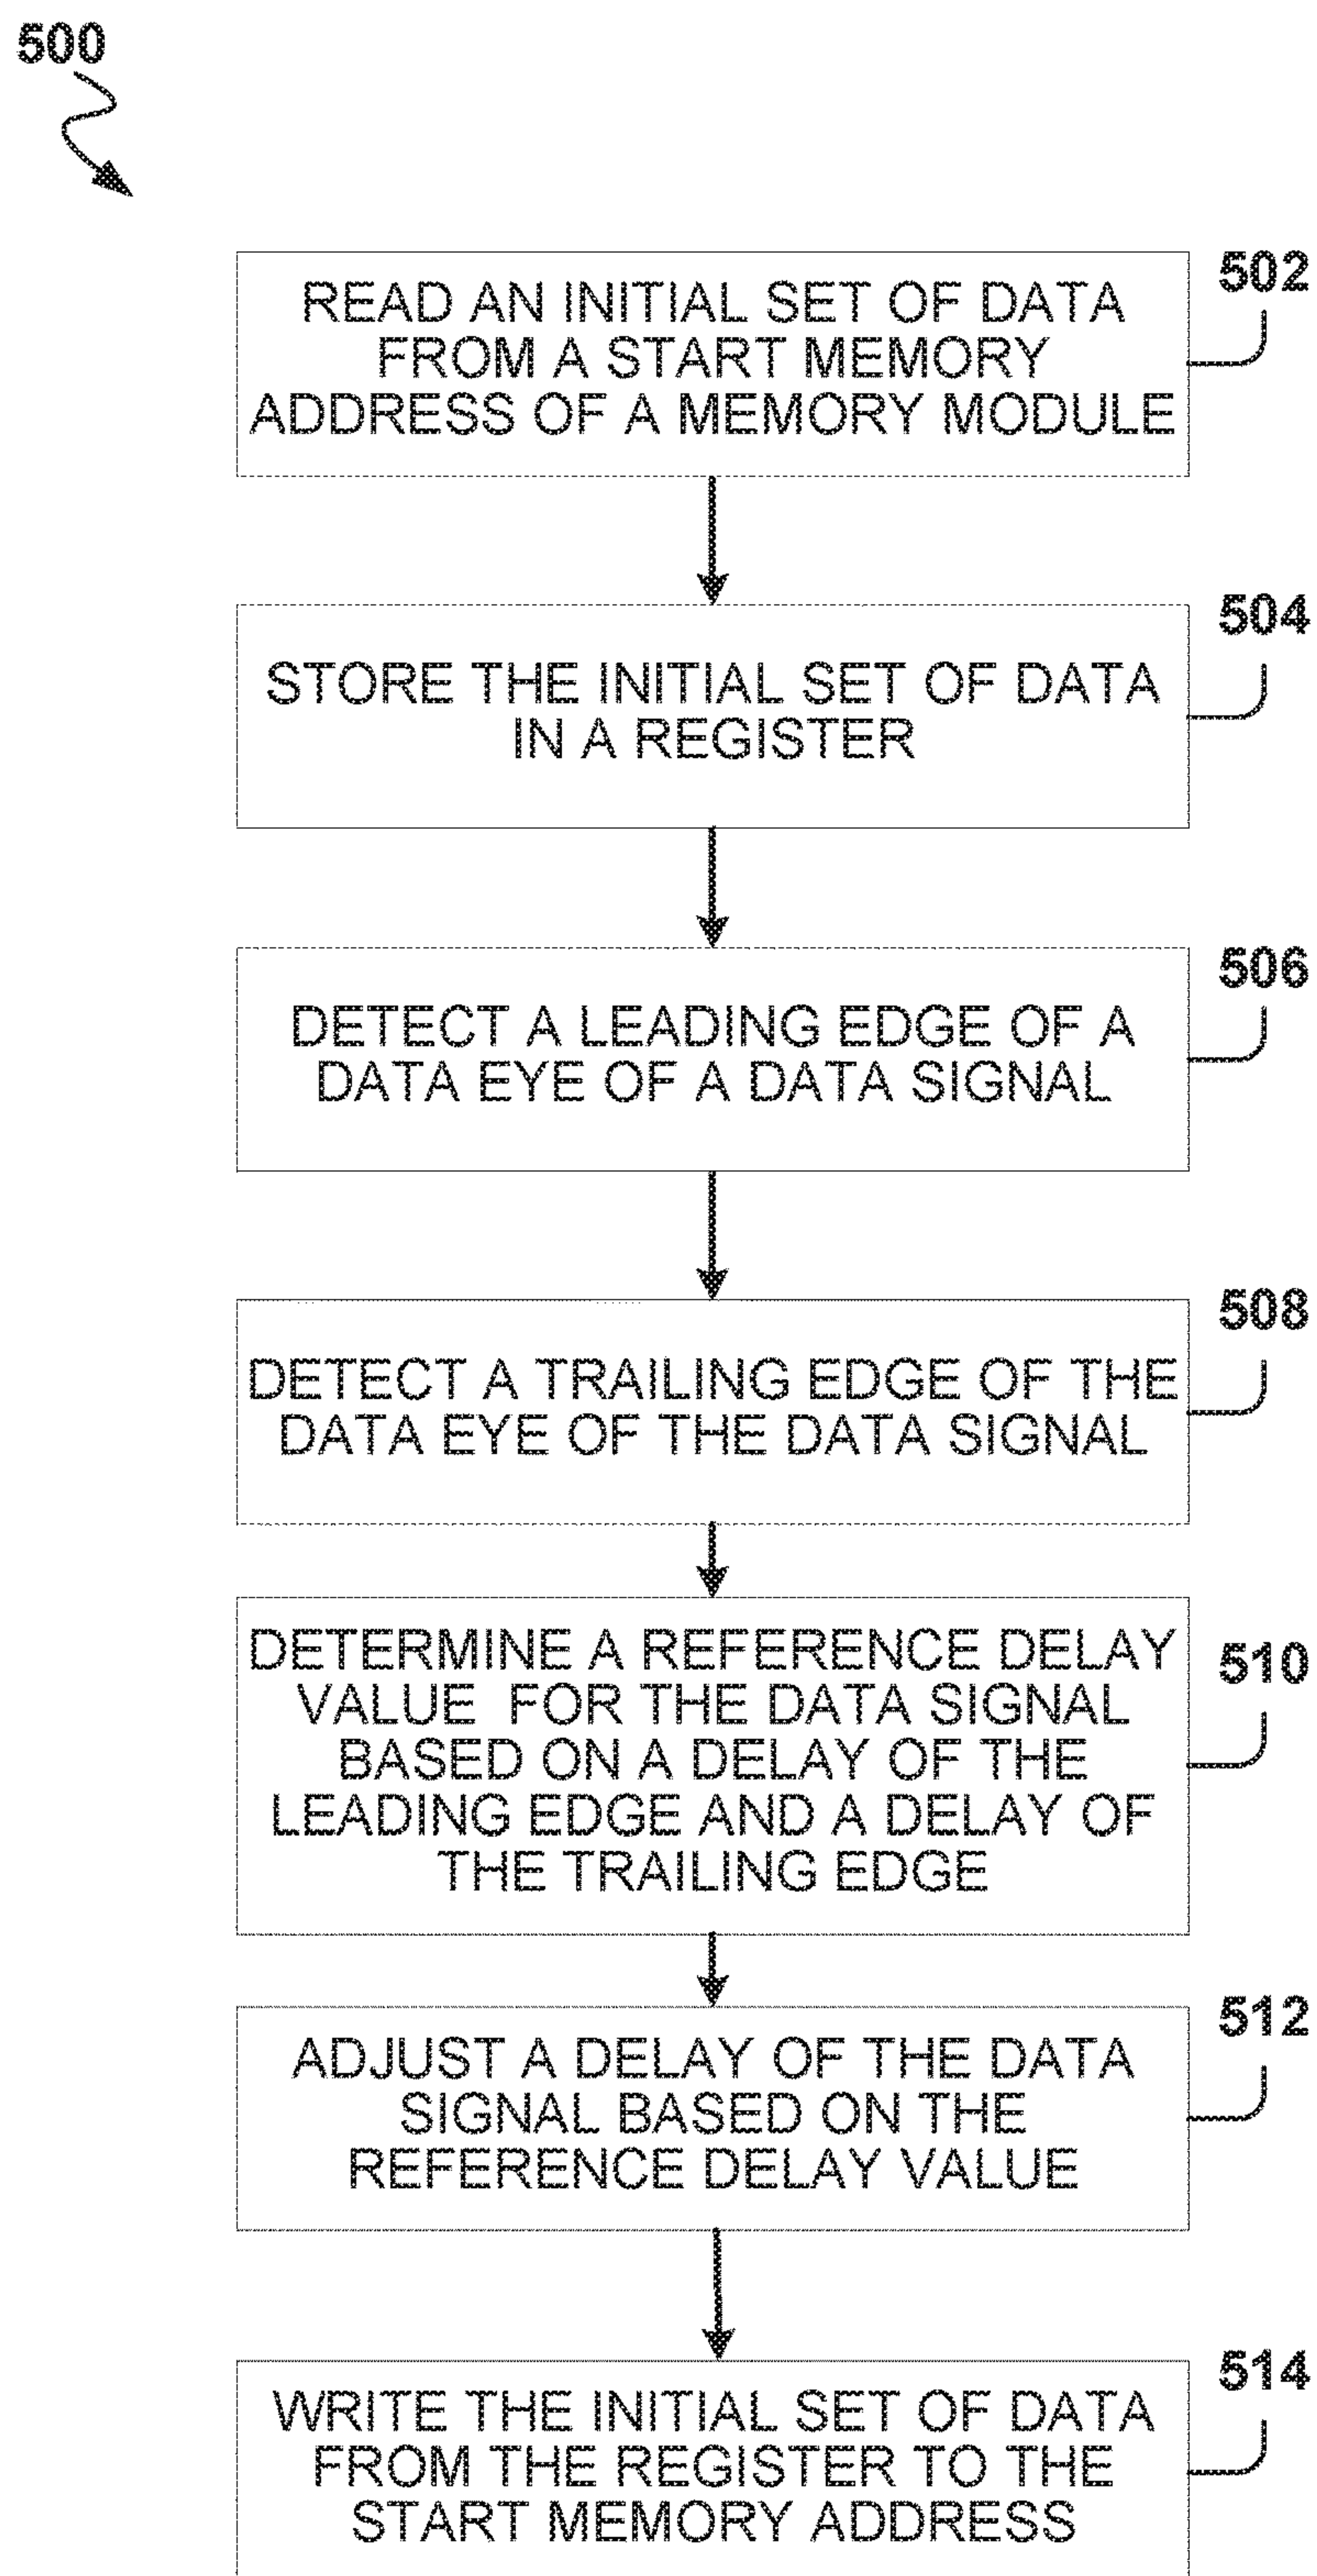 500
READ AN INITIAL SET OF DATA
FROM A START MEMORY
ADDRESS OF A MEMORY MODULE
502
STORE THE INITIAL SET OF DATA
IN A REGISTER
504
DETECT A LEADING EDGE OF A
DATA EYE OF A DATA SIGNAL
506
DETECT A TRAILING EDGE OF THE
DATA EYE OF THE DATA SIGNAL
508
DETERMINE A REFERENCE DELAY
VALUE FOR THE DATA SIGNAL
BASED ON A DELAY OF THE
LEADING EDGE AND A DELAY OF
THE TRAILING EDGE
510
ADJUST A DELAY OF THE DATA
SIGNAL BASED ON THE
REFERENCE DELAY VALUE
512
WRITE THE INITIAL SET OF DATA
FROM THE REGISTER TO THE
START MEMORY ADDRESS
514